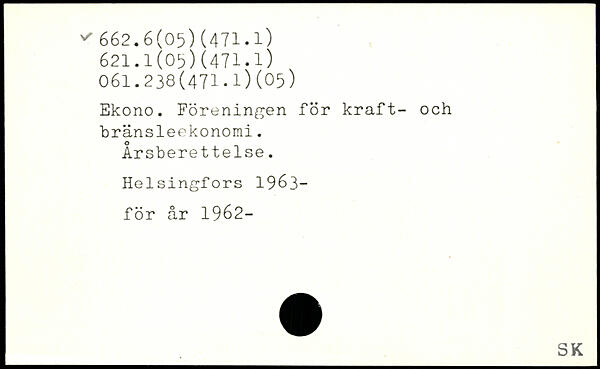 ✓ 662.6(05)(471.1)
621.1(05)(471.1)
061.238(471.1)(05)
Ekono. Föreningen för kraft- och
bränsleekonomi.
Årsberettelse.
Helsingfors 1963-
för år 1962-
SK